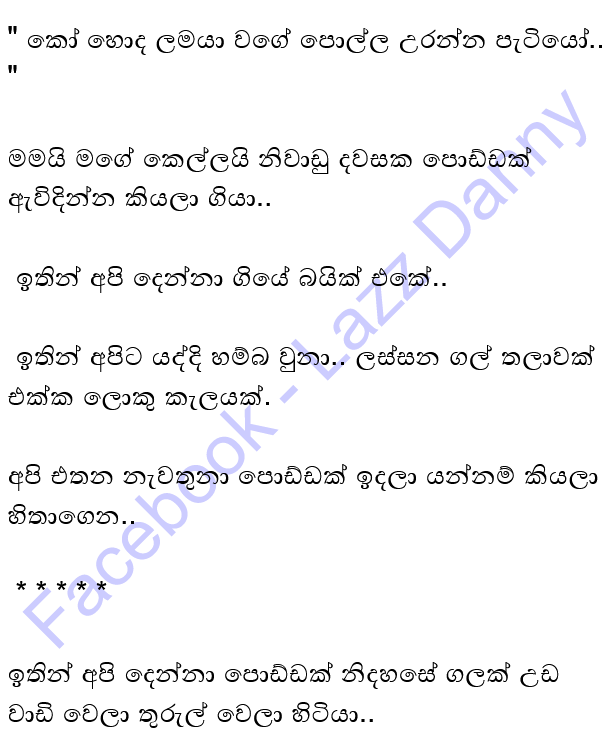 " කෝ හොද ලමයා වගේ පොල්ල උරන්න පැටියෝ..
"
මමයි මගේ කෙල්ලයි නිවාඩු දවසක පොඩ්ඩක්
ඇවිදින්න කියලා ගියා..
ඉතින් අපි දෙන්නා ගියේ බයික් එකේ..
ඉතින් අපිට යද්දි හම්බ වුනා.. ලස්සන ගල් තලාවක්
එක්ක ලොකු කැලයක්.
අපි එතන නැවතුනා පොඩ්ඩක් ඉදලා යන්නම් කියලා
හිතාගෙන..
* * * * *
ඉතින් අපි දෙන්නා පොඩ්ඩක් නිදහසේ ගලක් උඩ
වාඩි වෙලා තුරුල් වෙලා හිටියා..
Facebook - Lazz Danny